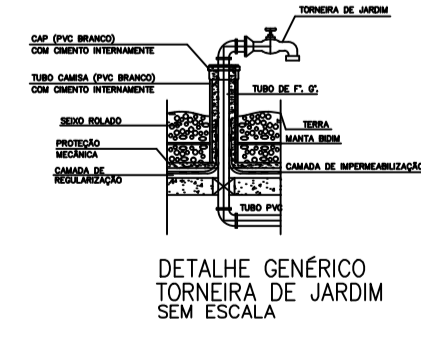 TORNEIRA DE JARDIM
CAP (PVC BRANCO)
COM CIMENTO INTERNAMENTE
TUBO CAMISA (PVC BRANCO)
COM CIMENTO INTERNAMENTE
TUBO DE F°. G°.
SEIXO ROLADO
TERRA
PROTEÇÃO
MECÂNICA
MANTA BIDIM
CAMADA DE
REGULARIZAÇÃO
CAMADA DE IMPERMEABILIZAÇÃO
TUBO PVC
DETALHE GENÉRICO
TORNEIRA DE JARDIM
SEM ESCALA